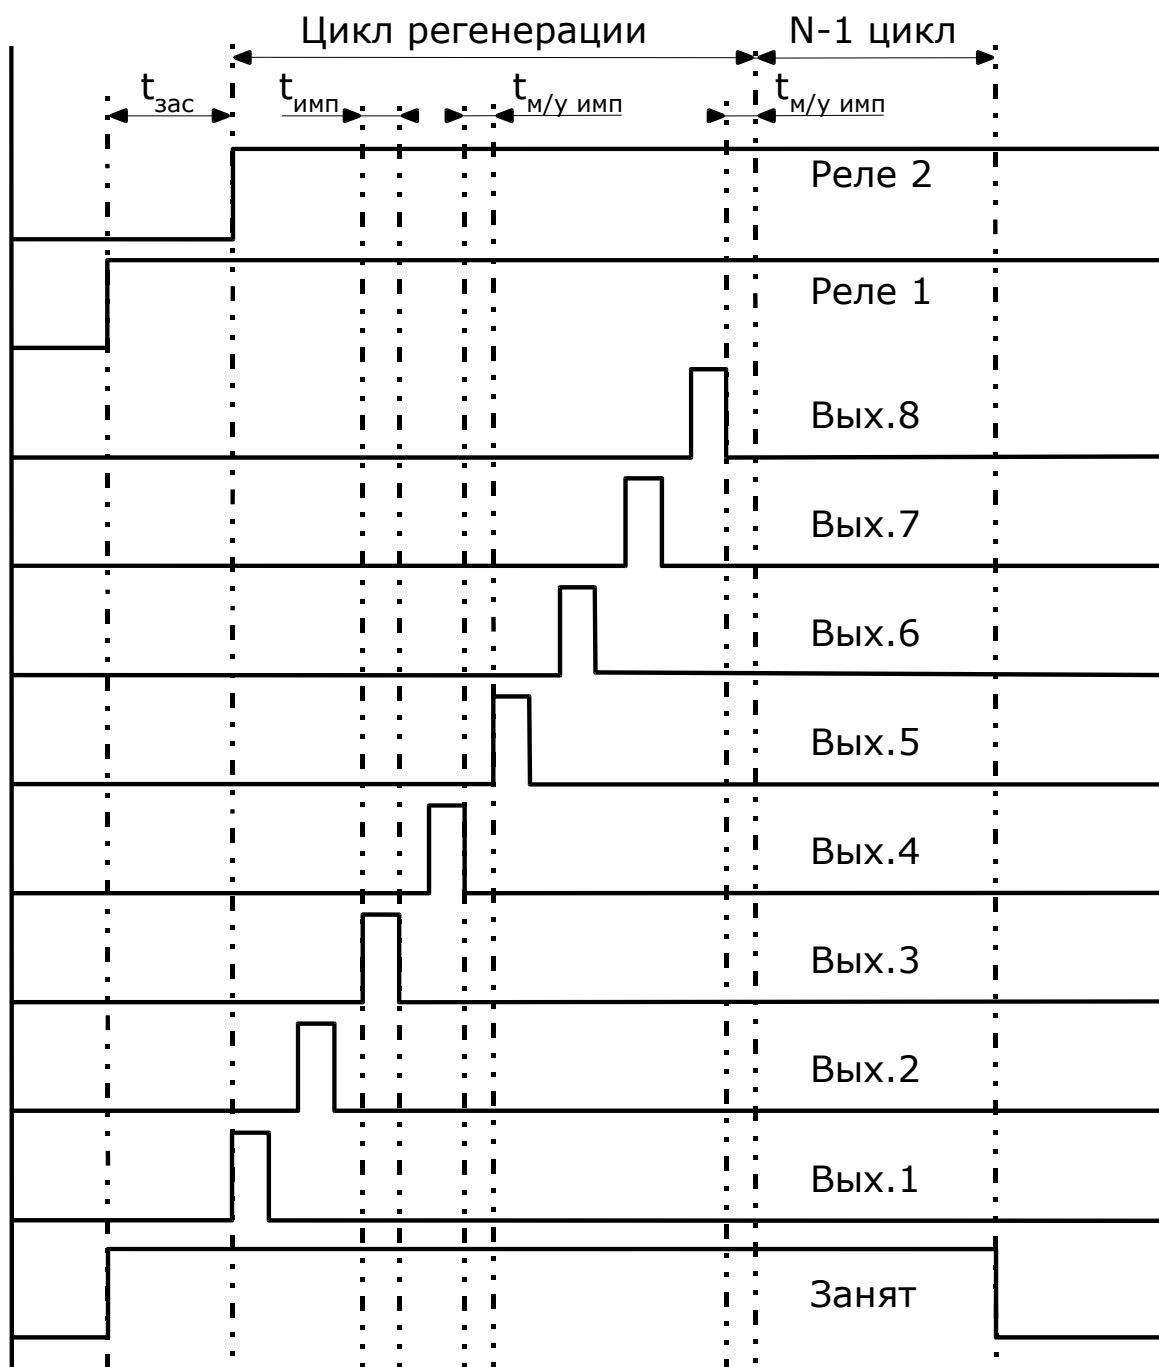 Цикл регенерации N-1 цикл
tзас tимп tм/у имп tм/у имп
Реле 2
Реле 1
Вых.8
Вых.7
Вых.6
Вых.5
Вых.4
Вых.3
Вых.2
Вых.1
Занят